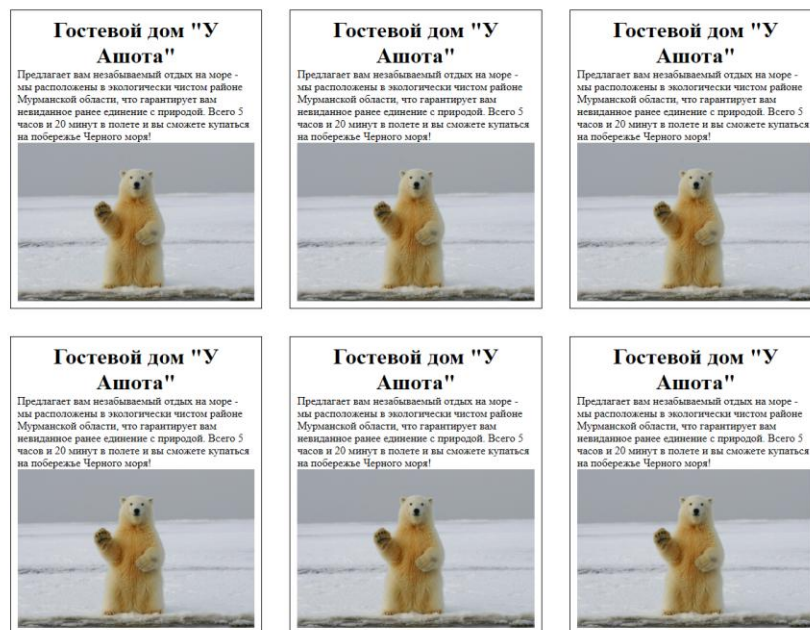 Гостевой дом "У
Ашота"
Предлагает вам незабываемый отдых на море -
мы расположены в экологически чистом районе
Мурманской области, что гарантирует вам
невиданное ранее единение с природой. Всего 5
часов и 20 минут в полете и вы сможете купаться
на побережье Черного моря!
Гостевой дом "У
Ашота"
Предлагает вам незабываемый отдых на море -
мы расположены в экологически чистом районе
Мурманской области, что гарантирует вам
невиданное ранее единение с природой. Всего 5
часов и 20 минут в полете и вы сможете купаться
на побережье Черного моря!
Гостевой дом "У
Ашота"
Предлагает вам незабываемый отдых на море -
мы расположены в экологически чистом районе
Мурманской области, что гарантирует вам
невиданное ранее единение с природой. Всего 5
часов и 20 минут в полете и вы сможете купаться
на побережье Черного моря!
Гостевой дом "У
Ашота"
Предлагает вам незабываемый отдых на море -
мы расположены в экологически чистом районе
Мурманской области, что гарантирует вам
невиданное ранее единение с природой. Всего 5
часов и 20 минут в полете и вы сможете купаться
на побережье Черного моря!
Гостевой дом "У
Ашота"
Предлагает вам незабываемый отдых на море -
мы расположены в экологически чистом районе
Мурманской области, что гарантирует вам
невиданное ранее единение с природой. Всего 5
часов и 20 минут в полете и вы сможете купаться
на побережье Черного моря!
Гостевой дом "У
Ашота"
Предлагает вам незабываемый отдых на море -
мы расположены в экологически чистом районе
Мурманской области, что гарантирует вам
невиданное ранее единение с природой. Всего 5
часов и 20 минут в полете и вы сможете купаться
на побережье Черного моря!